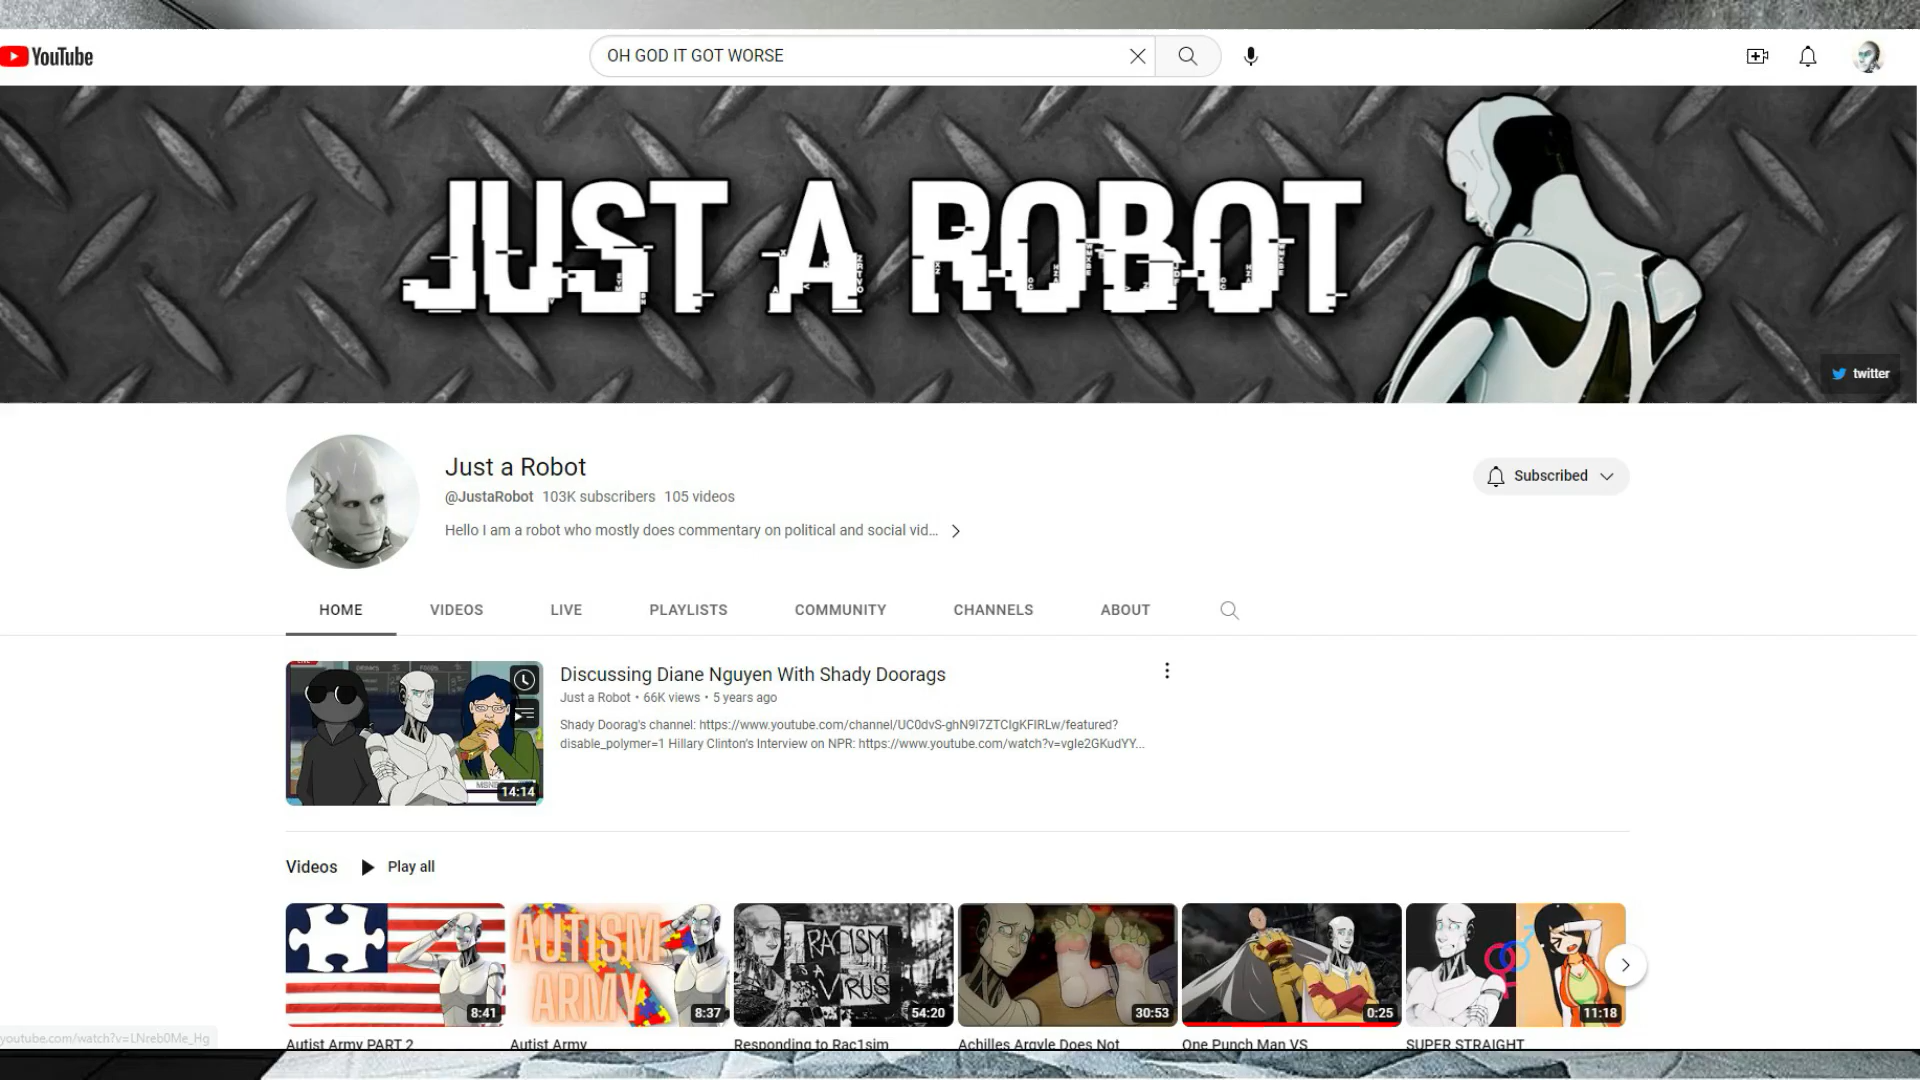 YouTube
OH GOD IT GOT WORSE
JUST A ROBOT
twitter
Just a Robot
@JustaRobot 103K subscribers 105 videos
Hello I am a robot who mostly does commentary on political and social vid...
Subscribed
HOME VIDEOS LIVE PLAYLISTS COMMUNITY CHANNELS ABOUT
Discussing Diane Nguyen With Shady Doorags
Just a Robot • 66K views • 5 years ago
Shady Doorag's channel: https://www.youtube.com/channel/UC0dvS-ghN9I7ZTCIgKFIRLw/featured?
disable_polymer=1 Hillary Clinton's Interview on NPR: https://www.youtube.com/watch?v=vgle2GKudYY...
14:14
Videos Play all
AUTISM
ARMY
RACISM
IS A
VIRUS
8:41
8:37
54:20
30:53
0:25
11:18
Autist Army PART 2
Autist Army
Responding to Rac1sim
Achilles Argyle Does Not
One Punch Man VS
SUPER STRAIGHT
youtube.com/watch?v=LNreb0Me_Hg